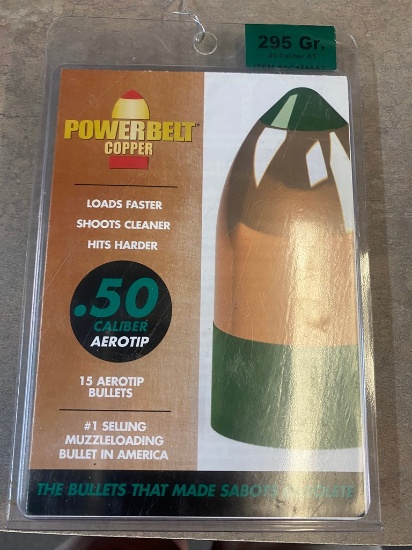 295 Gr.
POWERBELT™
COPPER
LOADS FASTER
SHOOTS CLEANER
HITS HARDER
.50
CALIBER
AEROTIP
15 AEROTIP
BULLETS
#1 SELLING
MUZZLELOADING
BULLET IN AMERICA
THE BULLETS THAT MADE SABOTS